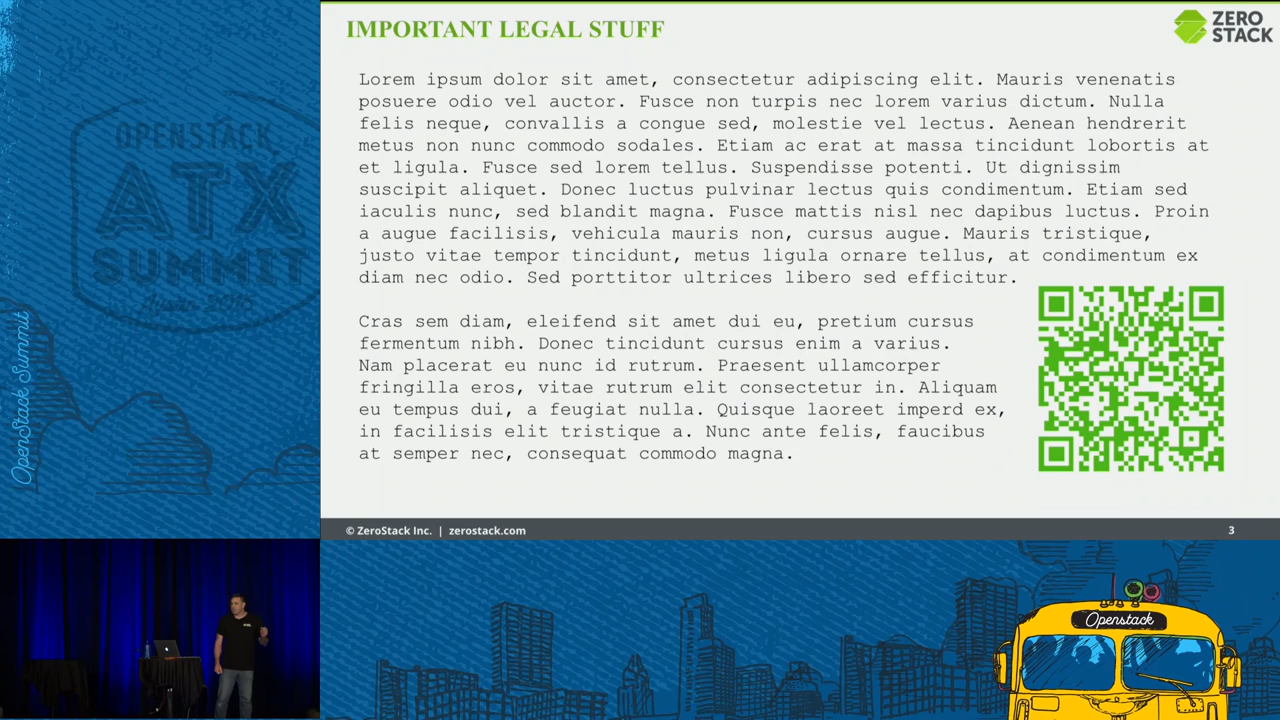 IMPORTANT LEGAL STUFF
ZERO
STACK
Lorem ipsum dolor sit amet, consectetur adipiscing elit. Mauris venenatis
posuere odio vel auctor. Fusce non turpis nec lorem varius dictum. Nulla
felis neque, convallis a congue sed, molestie vel lectus. Aenean hendrerit
metus non nunc commodo sodales. Etiam ac erat at massa tincidunt lobortis at
et ligula. Fusce sed lorem tellus. Suspendisse potenti. Ut dignissim
suscipit aliquet. Donec luctus pulvinar lectus quis condimentum. Etiam sed
iaculis nunc, sed blandit magna. Fusce mattis nisl nec dapibus luctus. Proin
a augue facilisis, vehicula mauris non, cursus augue. Mauris tristique,
justo vitae tempor tincidunt, metus ligula ornare tellus, at condimentum ex
diam nec odio. Sed porttitor ultrices libero sed efficitur.
Cras sem diam, eleifend sit amet dui eu, pretium cursus
fermentum nibh. Donec tincidunt cursus enim a varius.
Nam placerat eu nunc id rutrum. Praesent ullamcorper
fringilla eros, vitae rutrum elit consectetur in. Aliquam
eu tempus dui, a feugiat nulla. Quisque laoreet imperd ex,
in facilisis elit tristique a. Nunc ante felis, faucibus
at semper nec, consequat commodo magna.
© ZeroStack Inc. | zerostack.com
3
OPENSTACK
ATX
SUMMIT
Austin 2016
OpenStack Summit
Openstack